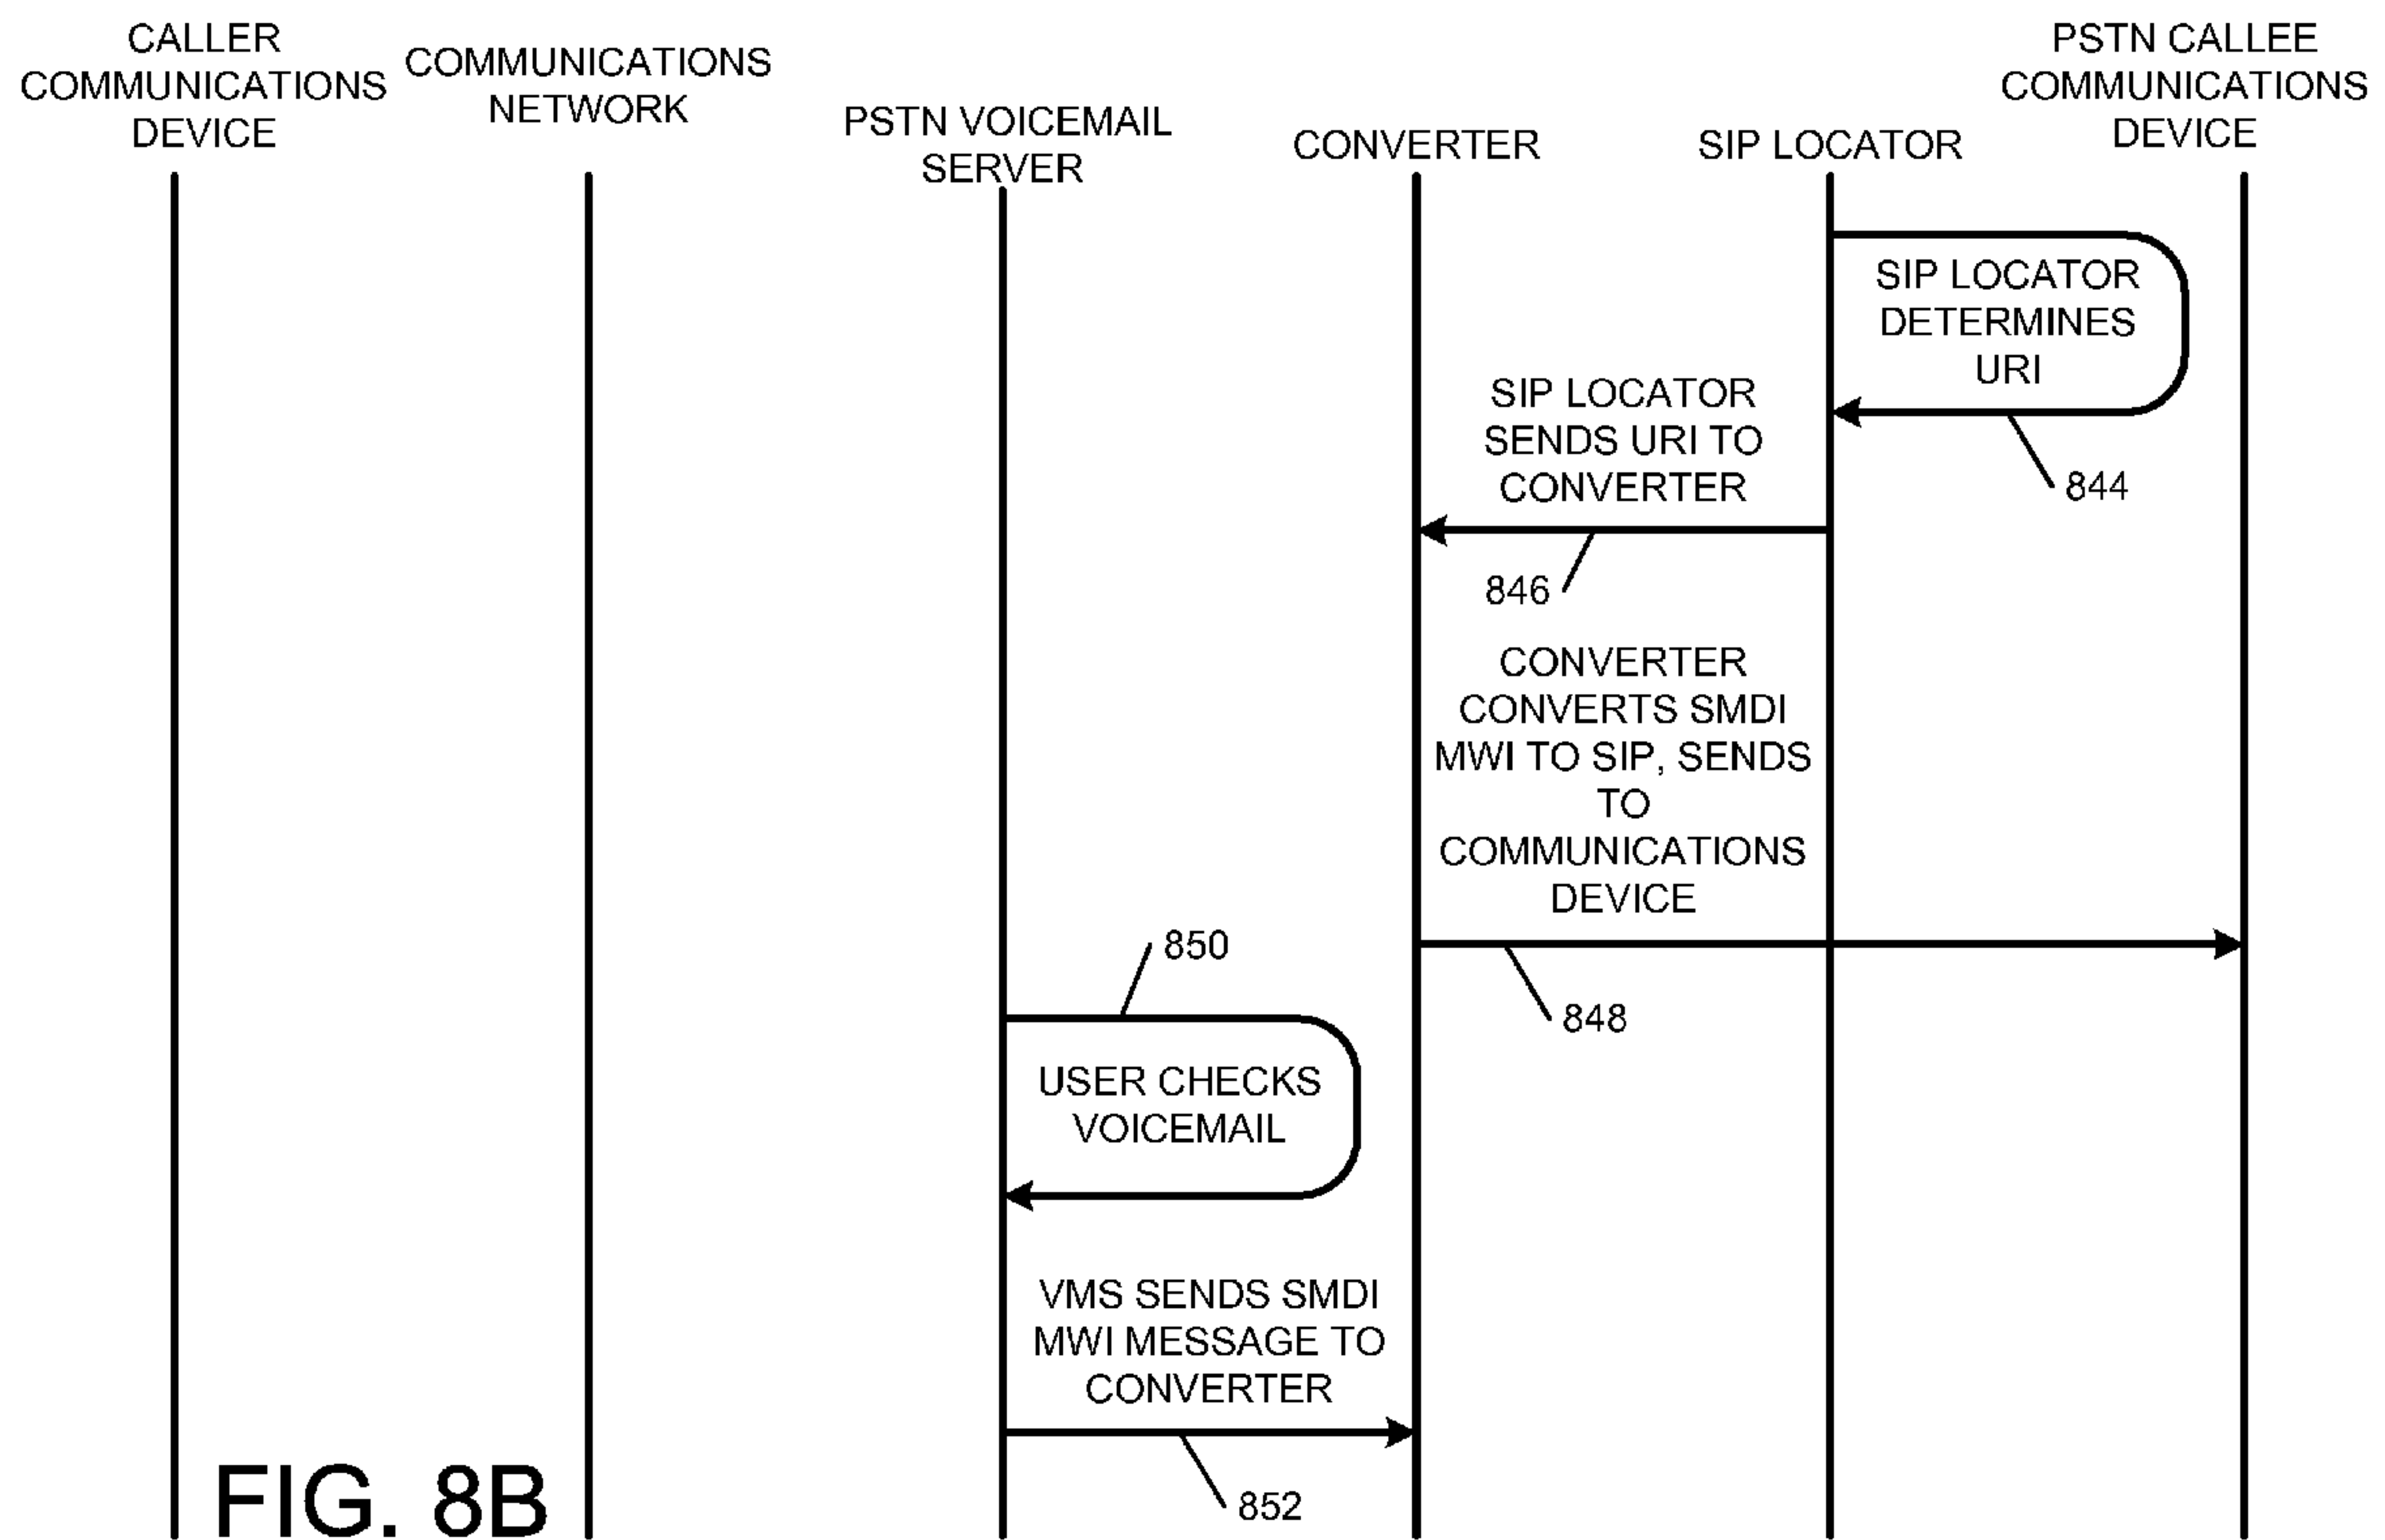 CALLER
COMMUNICATIONS
DEVICE
COMMUNICATIONS
NETWORK
PSTN VOICEMAIL
SERVER
CONVERTER
SIP LOCATOR
PSTN CALLEE
COMMUNICATIONS
DEVICE
SIP LOCATOR
DETERMINES
URI
844
SIP LOCATOR
SENDS URI TO
CONVERTER
846
CONVERTER
CONVERTS SMDI
MWI TO SIP, SENDS
TO
COMMUNICATIONS
DEVICE
848
850
USER CHECKS
VOICEMAIL
VMS SENDS SMDI
MWI MESSAGE TO
CONVERTER
852
FIG. 8B